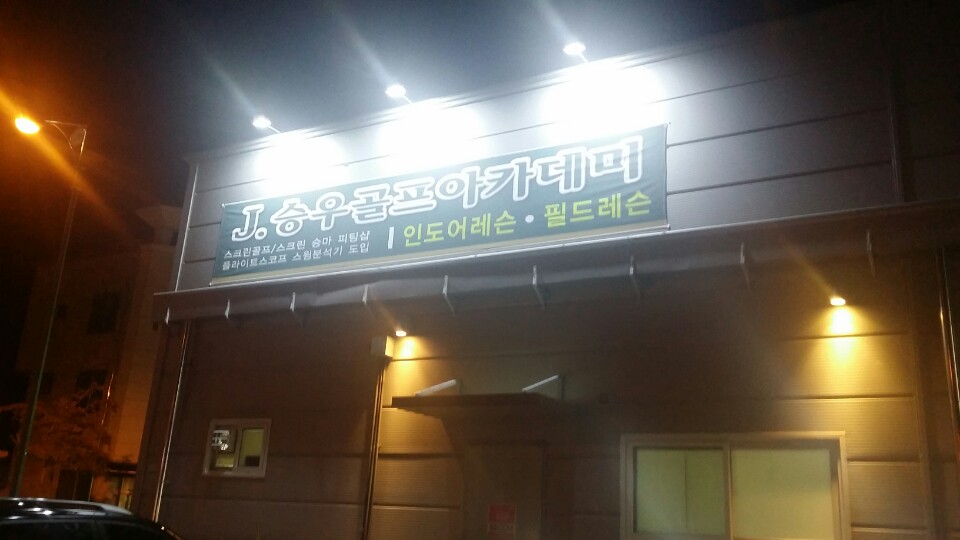 J.승우골프아카데미
스크린골프/스크린 승마 피팅샵
플라이트스코프 스윙분석기 도입
인도어레슨·필드레슨